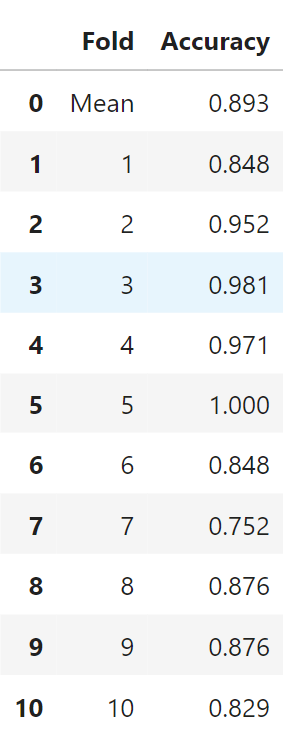 Fold Accuracy
0 Mean 0.893
1 1 0.848
2 2 0.952
3 3 0.981
4 4 0.971
5 5 1.000
6 6 0.848
7 7 0.752
8 8 0.876
9 9 0.876
10 10 0.829